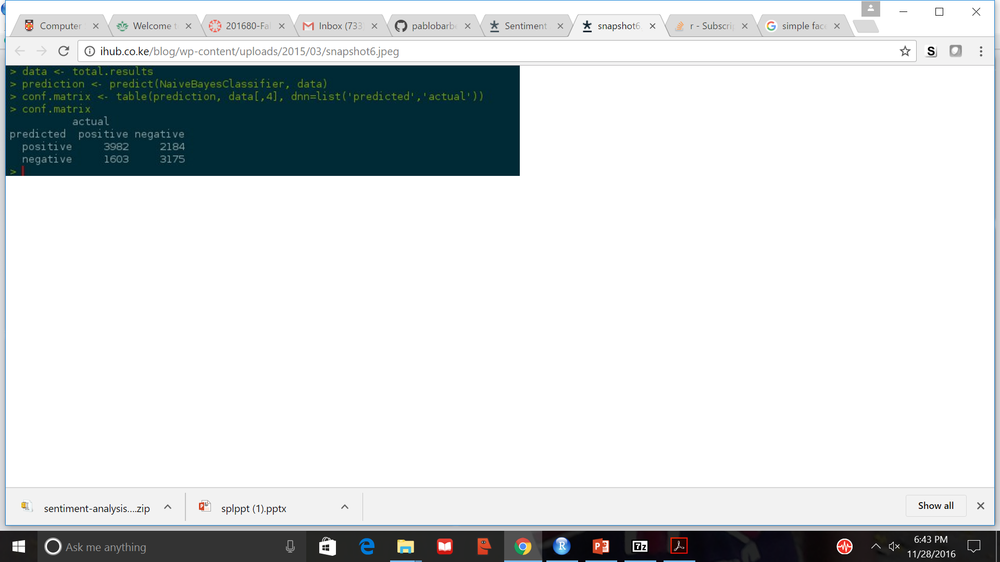 Computer
Welcome t
201680-Fal
Inbox (733
pablobarbe
Sentiment
snapshot6.
r - Subscrip
simple face
ihub.co.ke/blog/wp-content/uploads/2015/03/snapshot6.jpeg
S
> data <- total.results
> prediction <- predict(NaiveBayesClassifier, data)
> conf.matrix <- table(prediction, data[,4], dnn=list('predicted','actual'))
> conf.matrix
actual
predicted positive negative
positive 3982 2184
negative 1603 3175
>
sentiment-analysis....zip
splppt (1).pptx
Show all
Ask me anything
R
7z
6:43 PM
11/28/2016